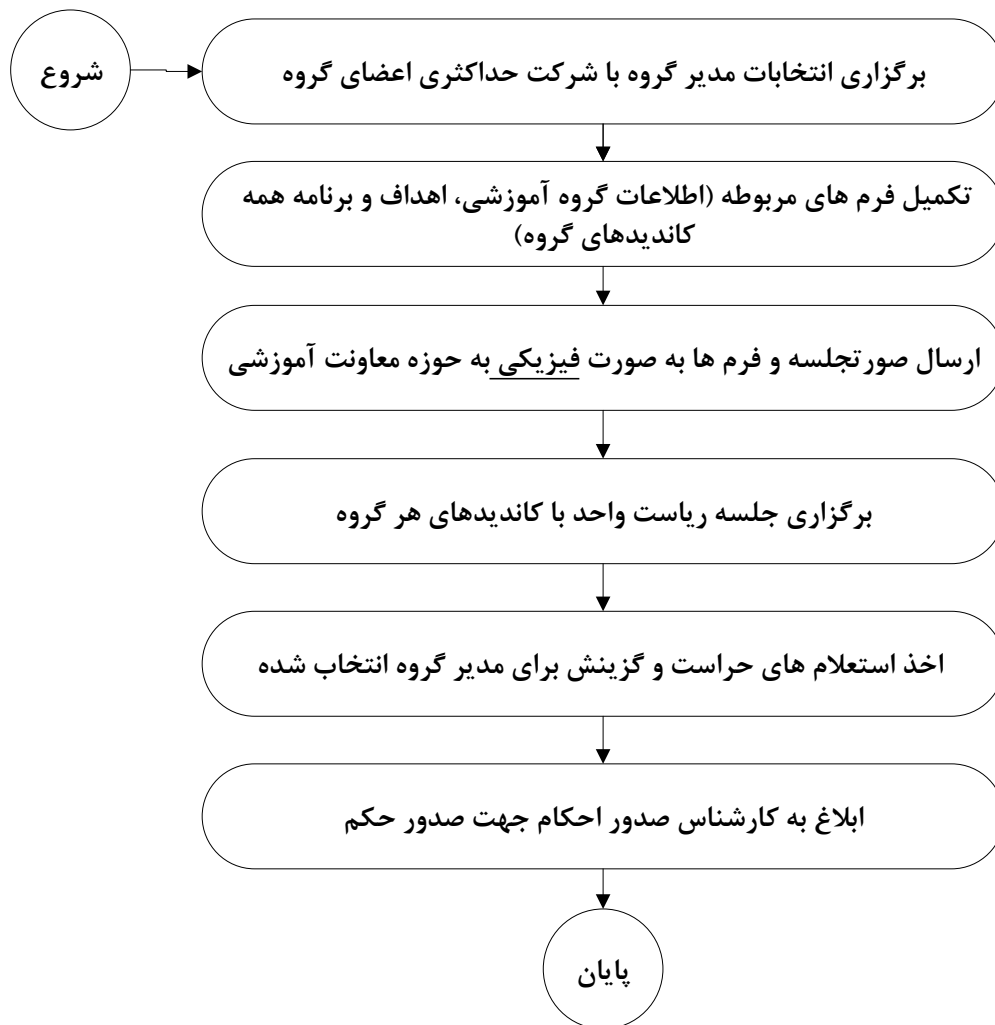 شروع
برگزاری انتخابات مدیر گروه با شرکت حداکثری اعضای گروه
تکمیل فرم های مربوطه (اطلاعات گروه آموزشی، اهداف و برنامه همه
کاندیدهای گروه)
ارسال صورتجلسه و فرم ها به صورت فیزیکی به حوزه معاونت آموزشی
برگزاری جلسه ریاست واحد با کاندیدهای هر گروه
اخذ استعلام های حراست و گزینش برای مدیر گروه انتخاب شده
ابلاغ به کارشناس صدور احکام جهت صدور حکم
پایان